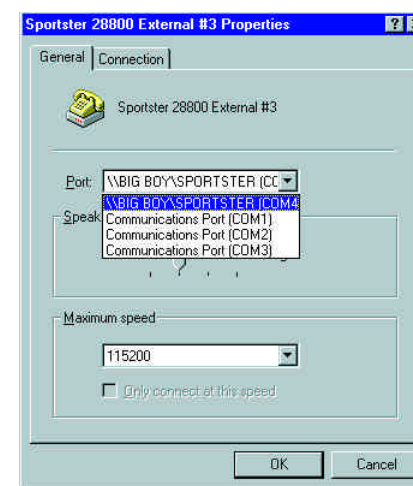 Sportster 28800 External #3 Properties
General Connection
Sportster 28800 External #3
Port: \\BIG BOY\SPORTSTER (CC
\\BIG BOY\SPORTSTER (COM4
Communications Port (COM1)
Speak Communications Port (COM2)
Communications Port (COM3)
Maximum speed
115200
Only connect at this speed
OK Cancel